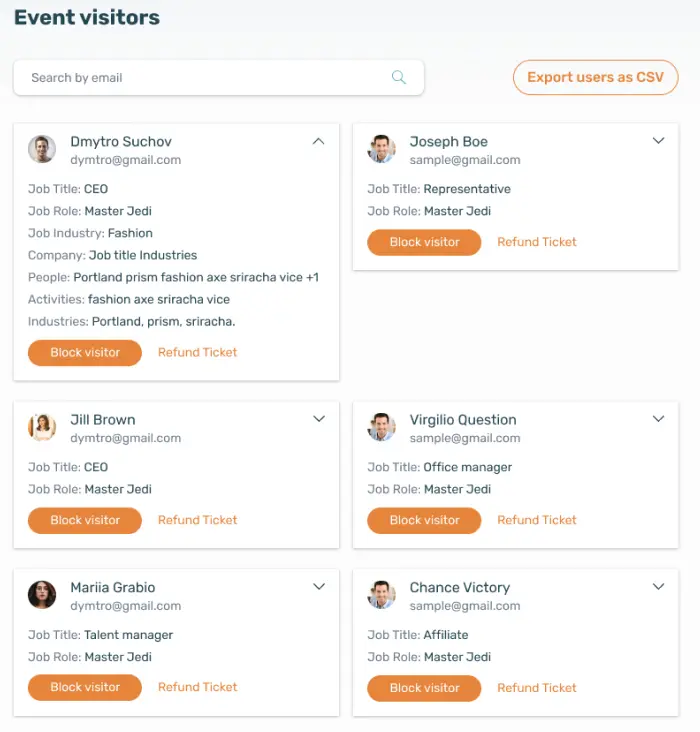 Event visitors
Search by email
Export users as CSV
Dmytro Suchov
dymtro@gmail.com
Job Title: CEO
Job Role: Master Jedi
Job Industry: Fashion
Company: Job title Industries
People: Portland prism fashion axe sriracha vice +1
Activities: fashion axe sriracha vice
Industries: Portland, prism, sriracha.
Block visitor Refund Ticket
Joseph Boe
sample@gmail.com
Job Title: Representative
Job Role: Master Jedi
Block visitor Refund Ticket
Jill Brown
dymtro@gmail.com
Job Title: CEO
Job Role: Master Jedi
Block visitor Refund Ticket
Virgilio Question
sample@gmail.com
Job Title: Office manager
Job Role: Master Jedi
Block visitor Refund Ticket
Mariia Grabio
dymtro@gmail.com
Job Title: Talent manager
Job Role: Master Jedi
Block visitor Refund Ticket
Chance Victory
sample@gmail.com
Job Title: Affiliate
Job Role: Master Jedi
Block visitor Refund Ticket